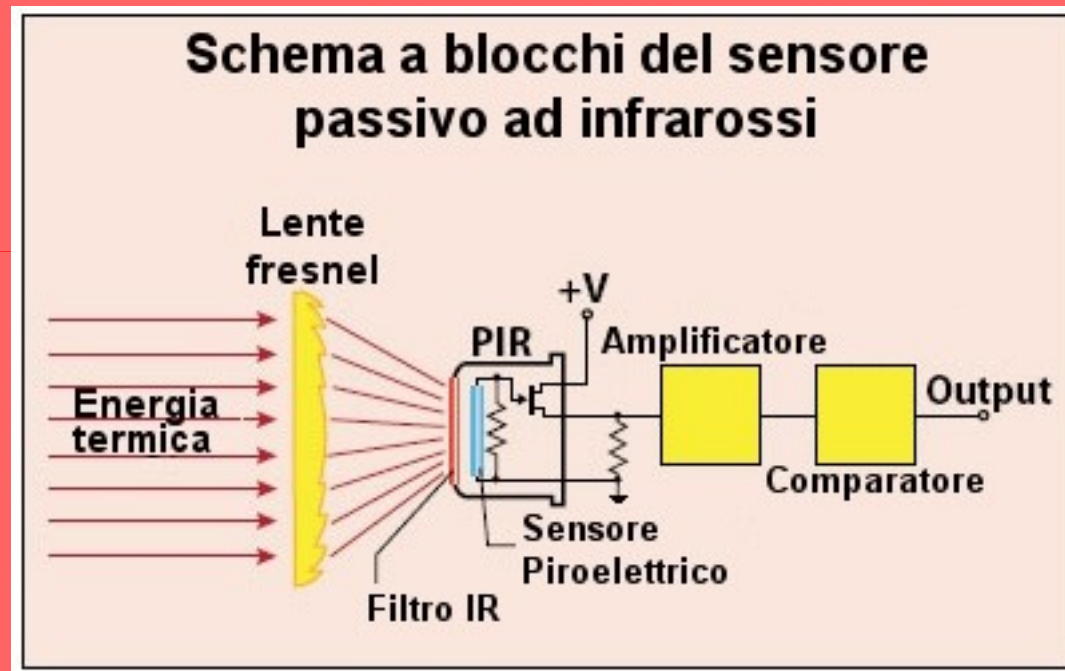 Schema a blocchi del sensore
passivo ad infrarossi
Lente
fresnel
+V
PIR
Amplificatore
Energia
termica
Output
Comparatore
Sensore
Piroelettrico
Filtro IR